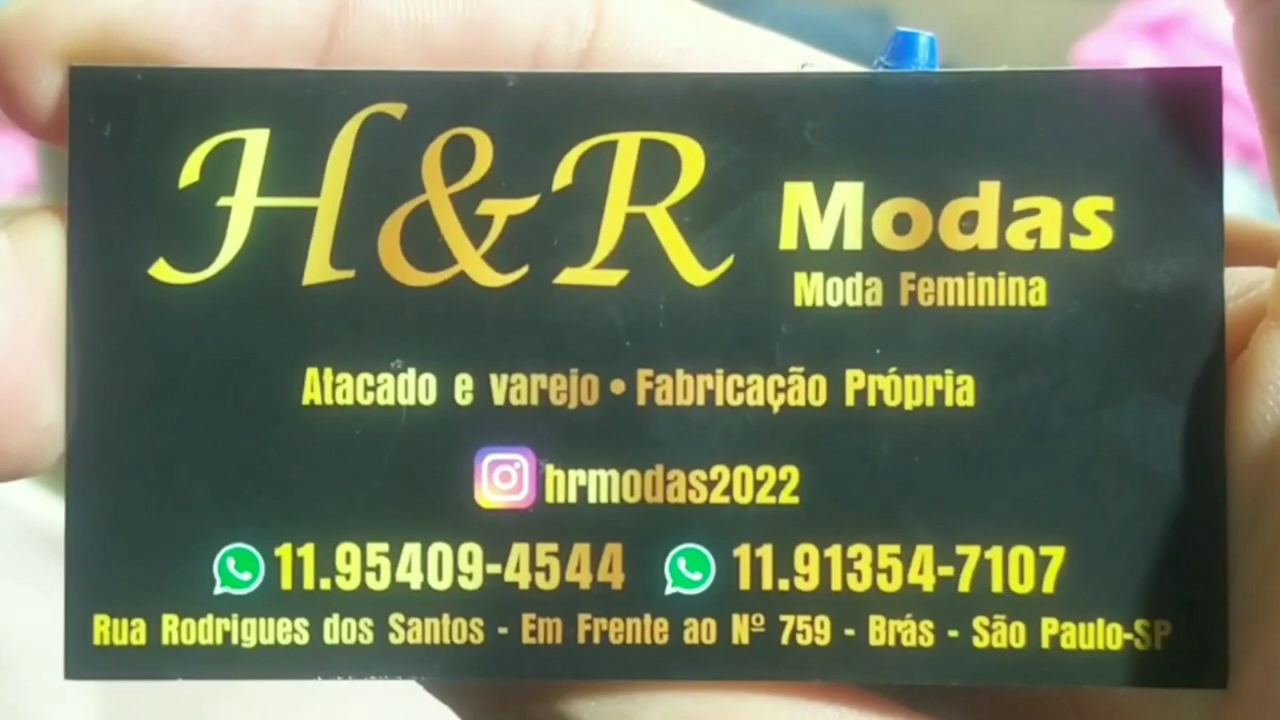 H&R Modas
Moda Feminina
Atacado e varejo • Fabricação Própria
hrmodas2022
11.95409-4544 11.91354-7107
Rua Rodrigues dos Santos - Em Frente ao Nº 759 - Brás - São Paulo-SP